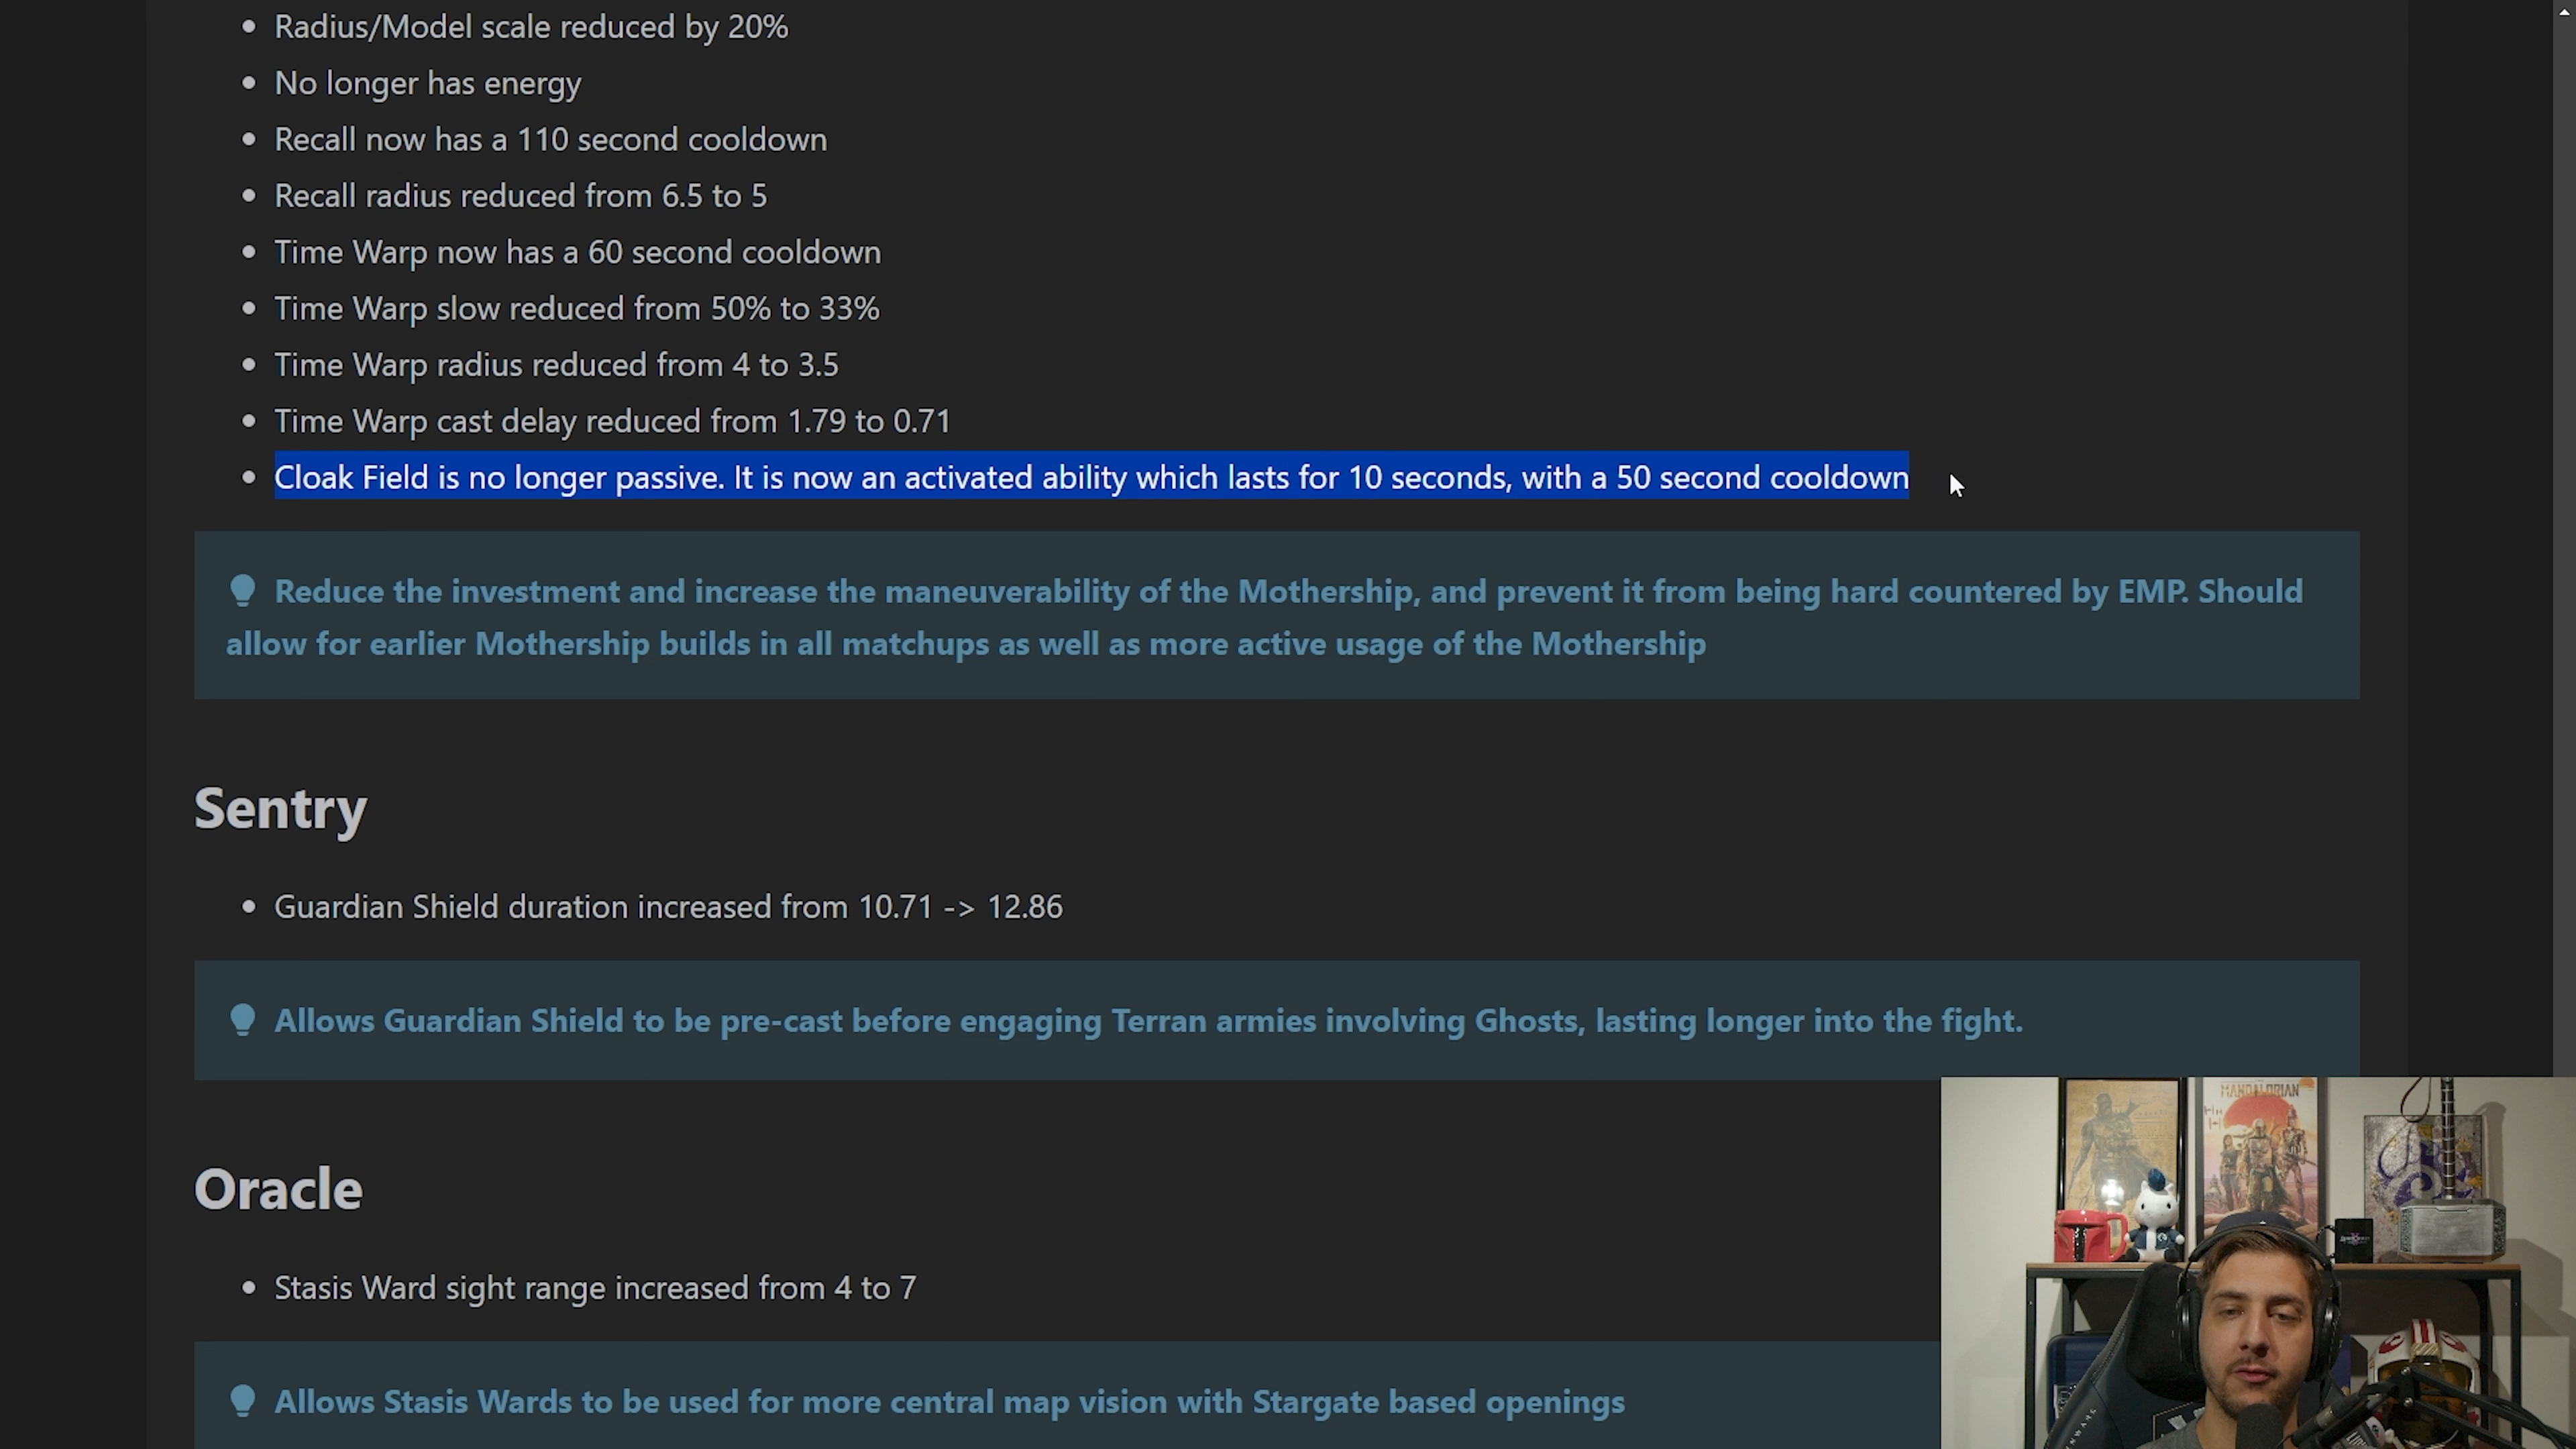 Radius/Model scale reduced by 20%
No longer has energy
Recall now has a 110 second cooldown
Recall radius reduced from 6.5 to 5
Time Warp now has a 60 second cooldown
Time Warp slow reduced from 50% to 33%
Time Warp radius reduced from 4 to 3.5
Time Warp cast delay reduced from 1.79 to 0.71
Cloak Field is no longer passive. It is now an activated ability which lasts for 10 seconds, with a 50 second cooldown
Reduce the investment and increase the maneuverability of the Mothership, and prevent it from being hard countered by EMP. Should
allow for earlier Mothership builds in all matchups as well as more active usage of the Mothership
Sentry
Guardian Shield duration increased from 10.71 -> 12.86
Allows Guardian Shield to be pre-cast before engaging Terran armies involving Ghosts, lasting longer into the fight.
Oracle
Stasis Ward sight range increased from 4 to 7
Allows Stasis Wards to be used for more central map vision with Stargate based openings
MANDALORIAN